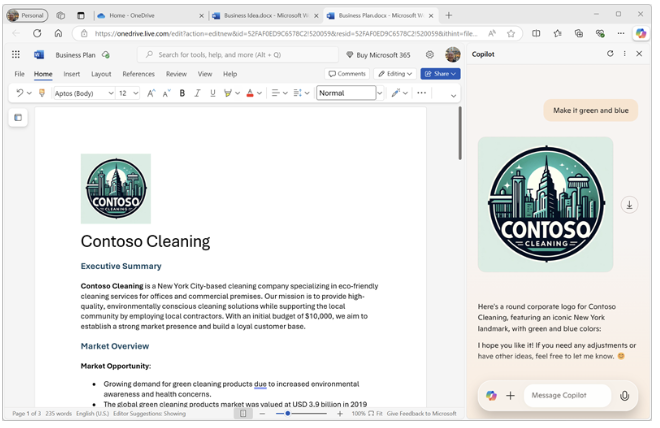 Personal
Home - OneDrive
Business Idea.docx - Microsoft W
Business Plan.docx - Microsoft W
https://onedrive.live.com/edit?action=editnew&id=52FAF0ED9C6578C2!520059&resid=52FAF0ED9C6578C2!520059&ithint=file...
Business Plan
Search for tools, help, and more (Alt + Q)
Buy Microsoft 365
File Home Insert Layout References Review View Help
Comments
Editing
Share
Aptos (Body)
12
B I U
A
Normal
CONTOSO
CLEANING
Contoso Cleaning
Executive Summary
Contoso Cleaning is a New York City-based cleaning company specializing in eco-friendly
cleaning services for offices and commercial premises. Our mission is to provide high-
quality, environmentally conscious cleaning solutions while supporting the local
community by employing local contractors. With an initial budget of $10,000, we aim to
establish a strong market presence and build a loyal customer base.
Market Overview
Market Opportunity:
• Growing demand for green cleaning products due to increased environmental
awareness and health concerns.
• The global green cleaning products market was valued at USD 3.9 billion in 2019
Page 1 of 3 235 words English (U.S.) Editor Suggestions: Showing
100% Fit Give Feedback to Microsoft
Copilot
Make it green and blue
CONTOSO
CLEANING
Here's a round corporate logo for Contoso
Cleaning, featuring an iconic New York
landmark, with green and blue colors:
I hope you like it! If you need any adjustments or
have other ideas, feel free to let me know. 😊
Message Copilot